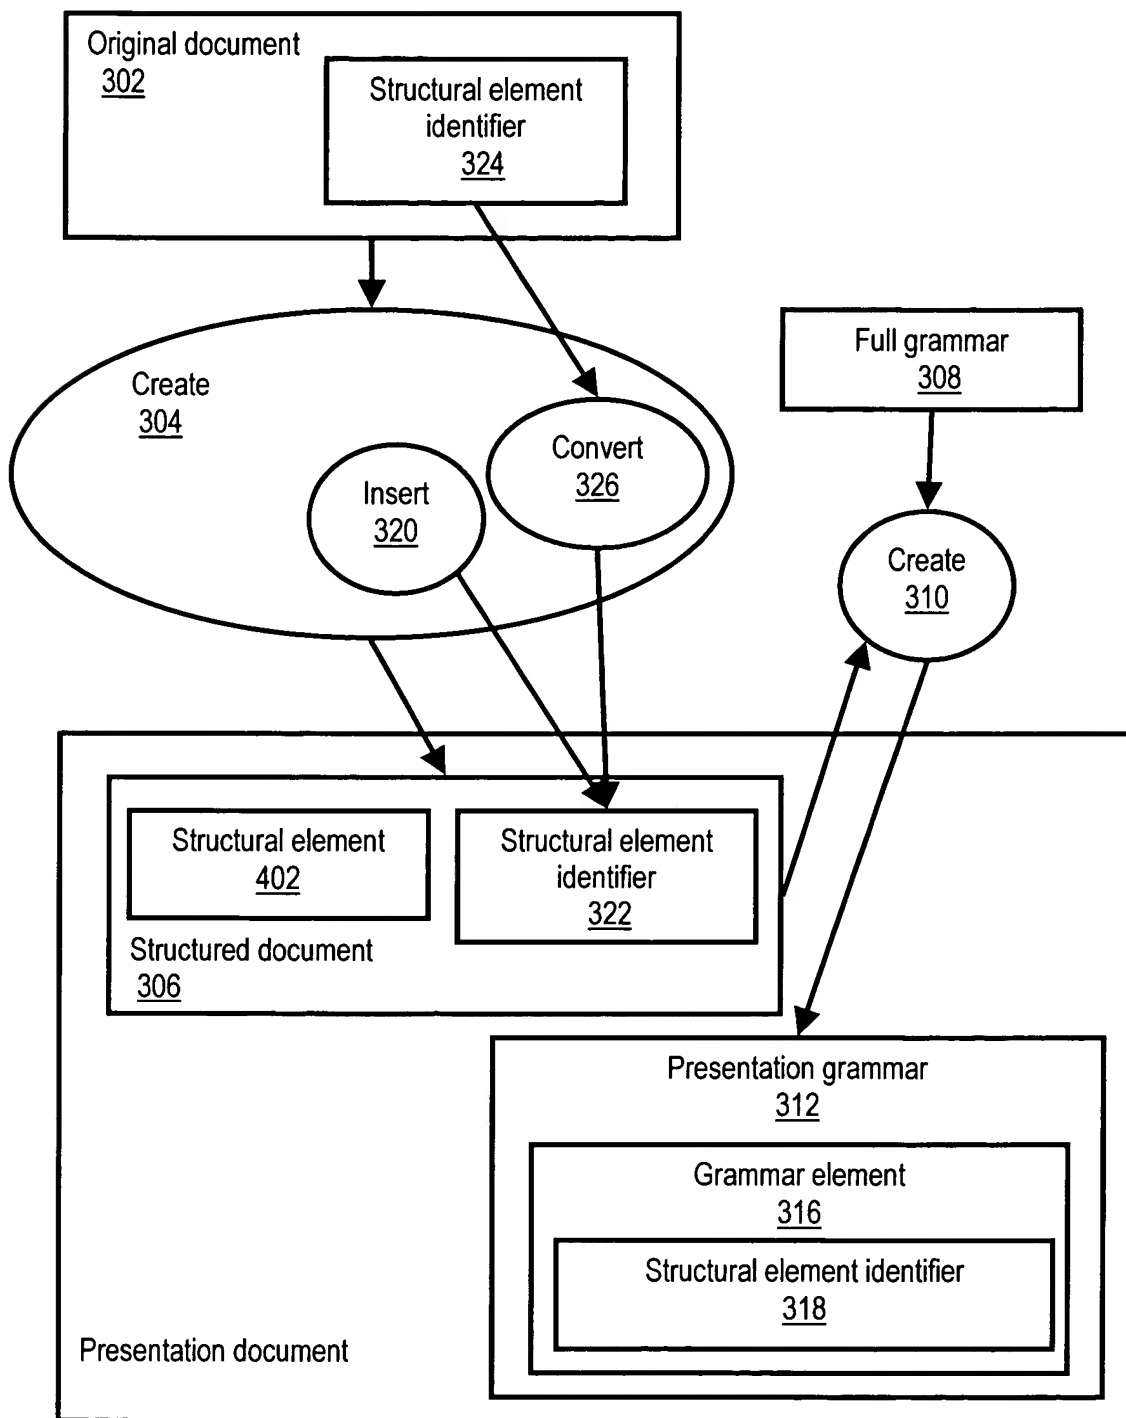 Original document
302
Structural element
identifier
324
Full grammar
308
Create
304
Convert
326
Insert
320
Create
310
Structural element
402
Structural element
identifier
322
Structured document
306
Presentation grammar
312
Grammar element
316
Structural element identifier
318
Presentation document